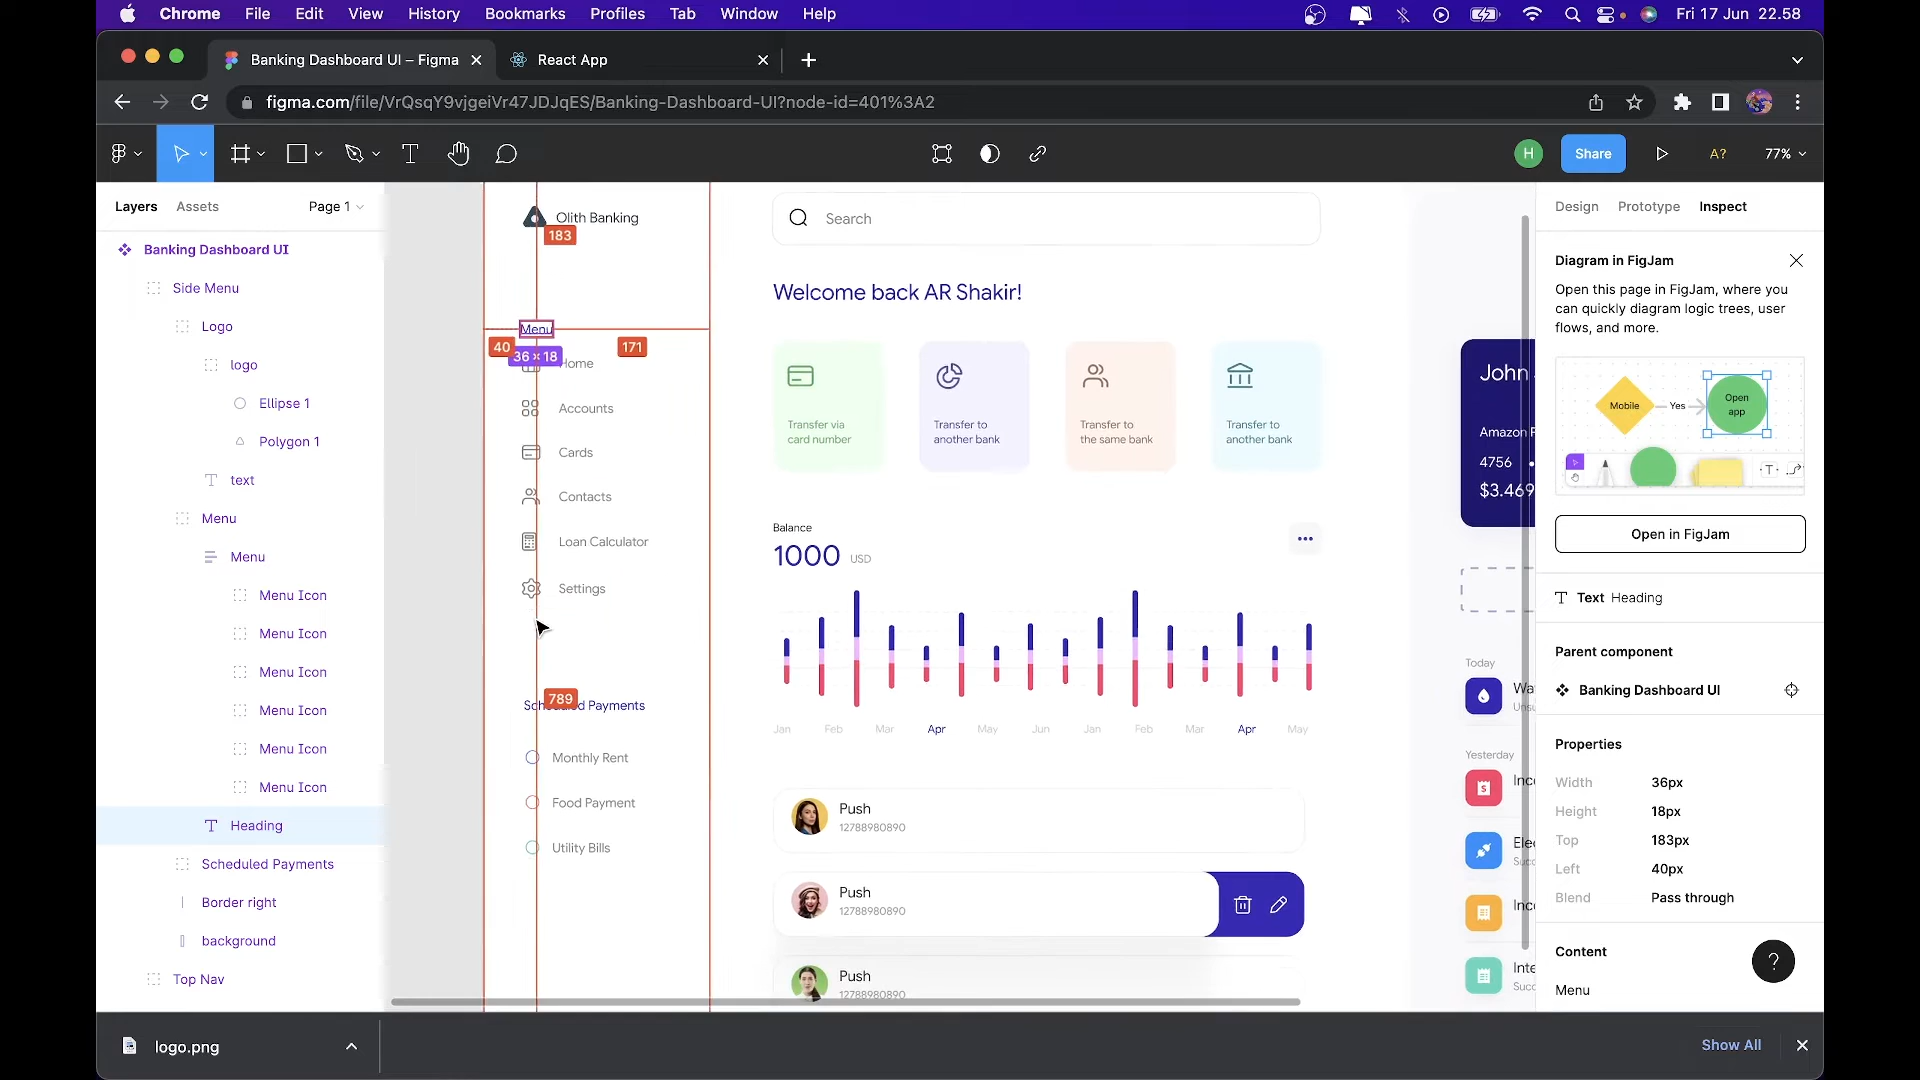 Chrome File Edit View History Bookmarks Profiles Tab Window Help Fri 17 Jun 22.58
Banking Dashboard UI – Figma
React App
figma.com/file/VrQsqY9vjgeiVr47JDJqES/Banking-Dashboard-UI?node-id=401%3A2
H
Share
A?
77%
Layers
Assets
Page 1
Banking Dashboard UI
Side Menu
Logo
logo
Ellipse 1
Polygon 1
text
Menu
Menu
Menu Icon
Menu Icon
Menu Icon
Menu Icon
Menu Icon
Menu Icon
Heading
Scheduled Payments
Border right
background
Top Nav
Olith Banking
183
Menu
40
36 × 18
171
Home
Accounts
Cards
Contacts
Loan Calculator
Settings
789
Scheduled Payments
Monthly Rent
Food Payment
Utility Bills
Search
Welcome back AR Shakir!
Transfer via
card number
Transfer to
another bank
Transfer to
the same bank
Transfer to
another bank
Balance
1000 USD
Jan Feb Mar Apr May Jun Jan Feb Mar Apr May
Push
12788980890
Push
12788980890
Push
12788980890
John
Amazon
4756
$3.469
Today
Yesterday
Design
Prototype
Inspect
Diagram in FigJam
Open this page in FigJam, where you
can quickly diagram logic trees, user
flows, and more.
Mobile
Yes
Open
app
T
Open in FigJam
Text Heading
Parent component
Banking Dashboard UI
Properties
Width 36px
Height 18px
Top 183px
Left 40px
Blend Pass through
Content
Menu
?
logo.png
Show All